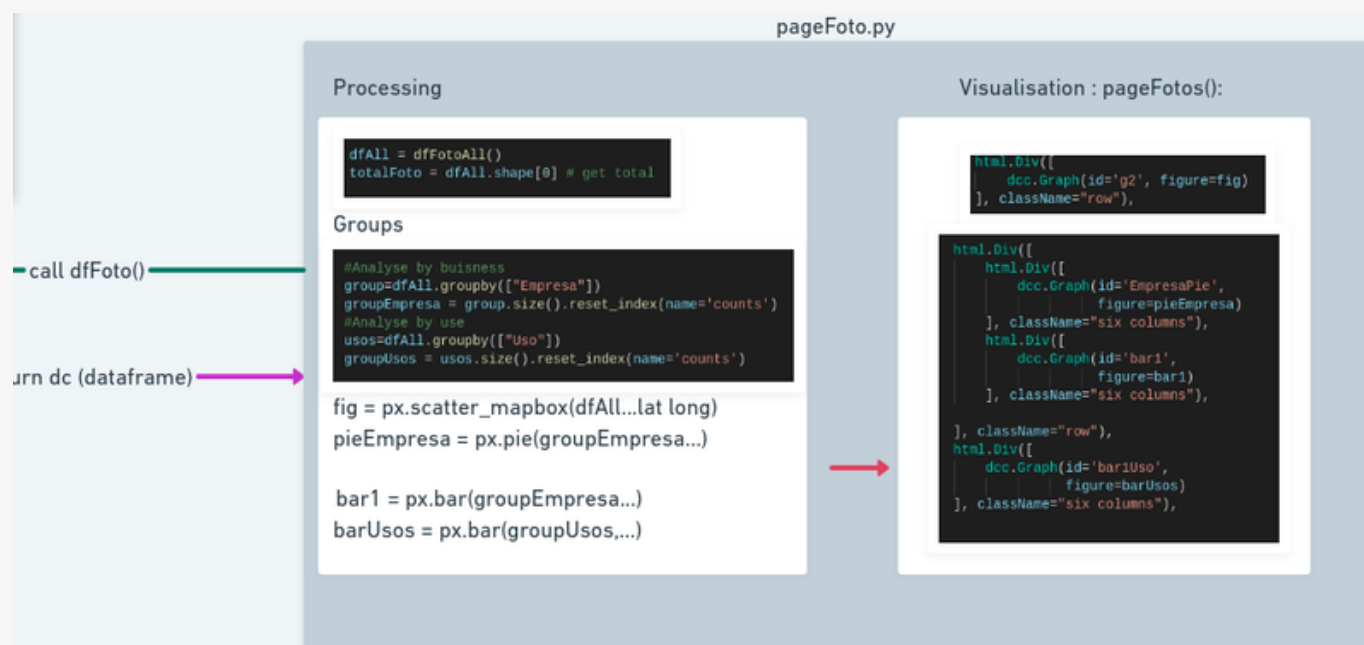 pageFoto.py
Processing
dfAll = dfFotoAll()
totalFoto = dfAll.shape[0] # get total
Groups
#Analyse by buisness
group=dfAll.groupby(["Empresa"])
groupEmpresa = group.size().reset_index(name='counts')
#Analyse by use
usos=dfAll.groupby(["Uso"])
groupUsos = usos.size().reset_index(name='counts')
fig = px.scatter_mapbox(dfAll...lat long)
pieEmpresa = px.pie(groupEmpresa...)
bar1 = px.bar(groupEmpresa...)
barUsos = px.bar(groupUsos,...)
call dfFoto()
urn dc (dataframe)
Visualisation : pageFotos():
html.Div([
dcc.Graph(id='g2', figure=fig)
], className="row"),
html.Div([
html.Div([
dcc.Graph(id='EmpresaPie',
figure=pieEmpresa)
], className="six columns"),
html.Div([
dcc.Graph(id='bar1',
figure=bar1)
], className="six columns"),
], className="row"),
html.Div([
dcc.Graph(id='bar1Uso',
figure=barUsos)
], className="six columns"),